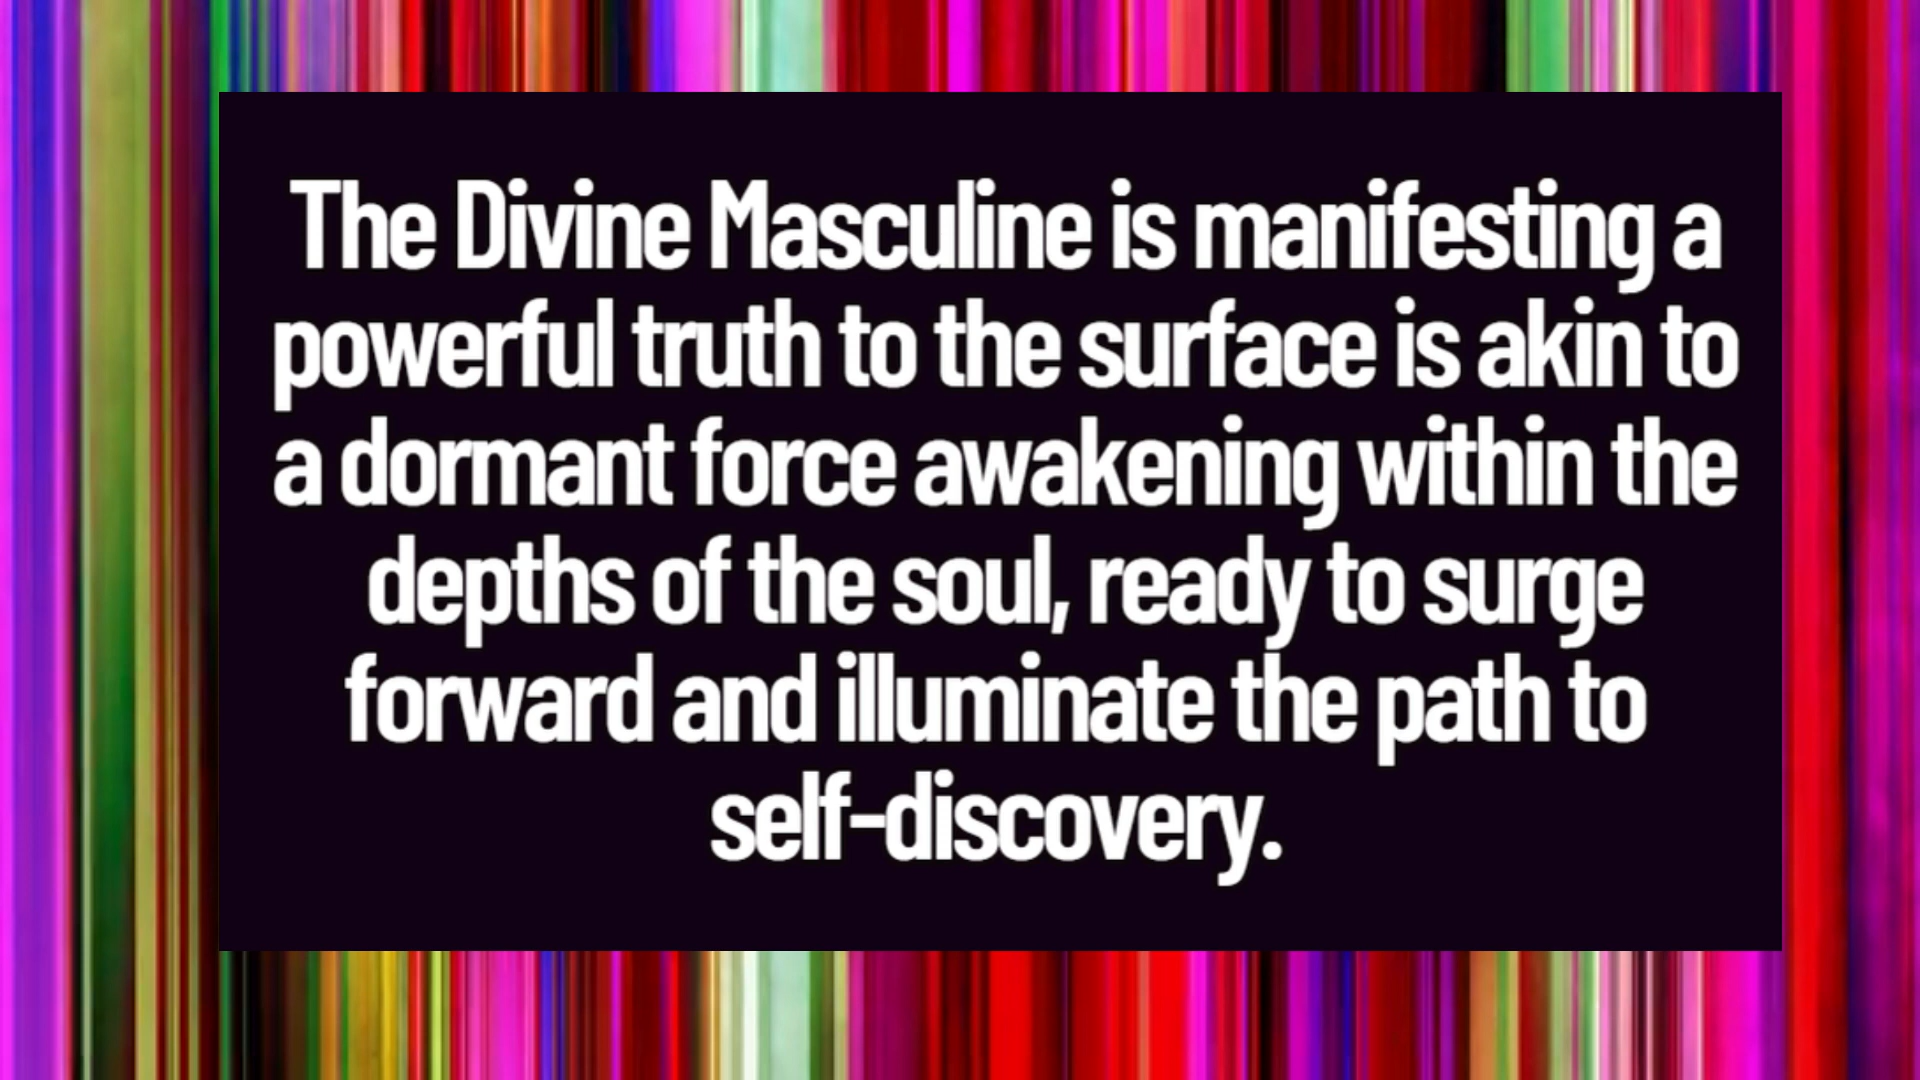 The Divine Masculine is manifesting a
powerful truth to the surface is akin to
a dormant force awakening within the
depths of the soul, ready to surge
forward and illuminate the path to
self-discovery.